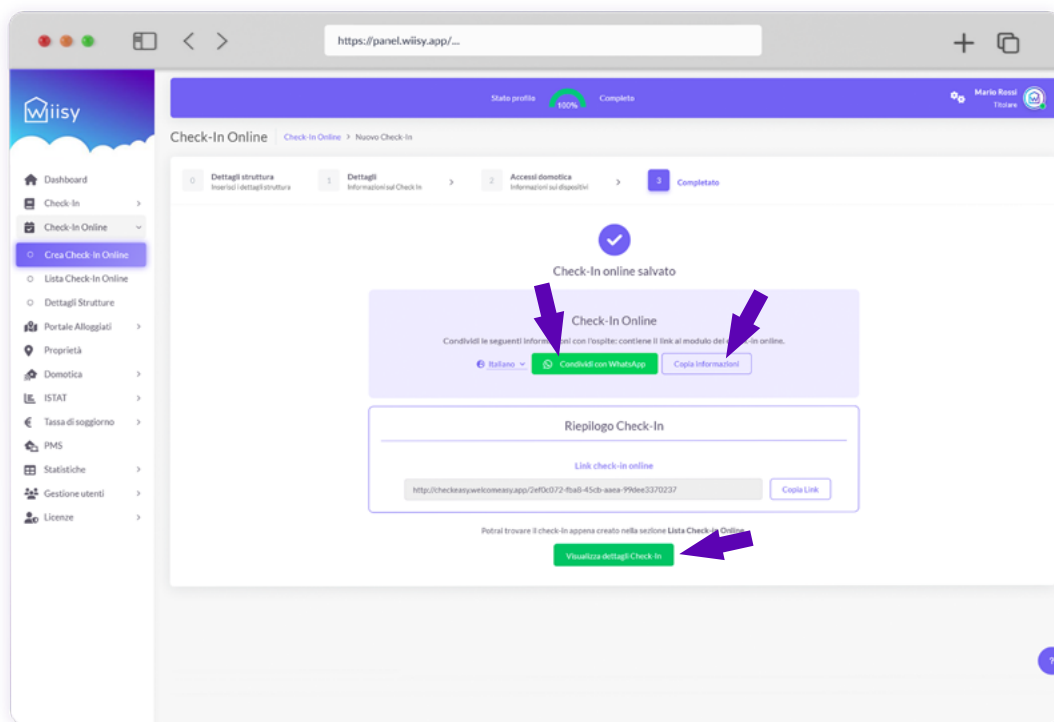 https://panel.wiisy.app/...
Wiisy
Stato profilo 100% Completo
Mario Rossi
Titolare
Check-In Online Check-In Online > Nuovo Check-In
Dashboard
Check-In
Check-In Online
Crea Check-In Online
Lista Check-In Online
Dettagli Strutture
Portale Alloggiati
Proprietà
Domotica
ISTAT
Tassa di soggiorno
PMS
Statistiche
Gestione utenti
Licenze
0 Dettagli struttura
Inserisci i dettagli struttura
1 Dettagli
Informazioni sul Check In
2 Accessi domotica
Informazioni sui dispositivi
3 Completato
Check-In online salvato
Check-In Online
Condividi le seguenti informazioni con l'ospite: contiene il link al modulo del online.
Italiano Condividi con WhatsApp Copia informazioni
Riepilogo Check-In
Link check-in online
http://checkeasy.welcomeasy.app/2ef0c072-fba8-45cb-aaea-99dee3370237 Copia Link
Potrai trovare il check-in appena creato nella sezione Lista Check-in Online
Visualizza dettagli Check-In
?